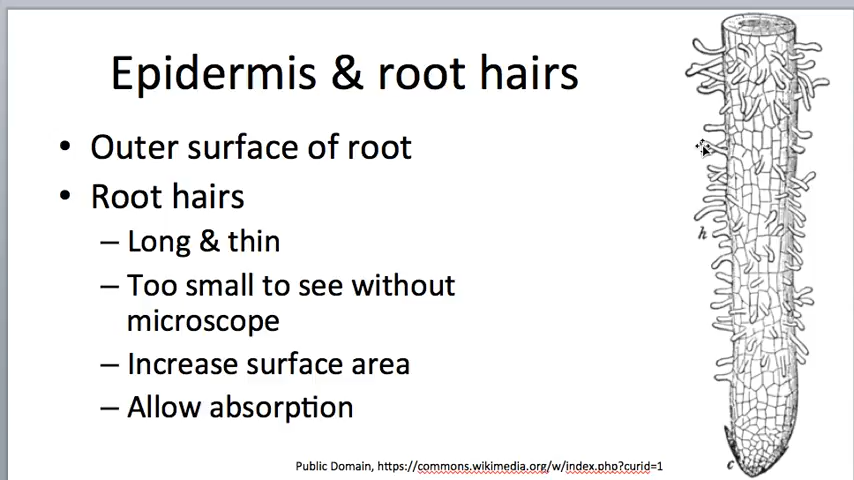 Epidermis & root hairs
• Outer surface of root
• Root hairs
– Long & thin
– Too small to see without
microscope
– Increase surface area
– Allow absorption
h
c
Public Domain, https://commons.wikimedia.org/w/index.php?curid=1